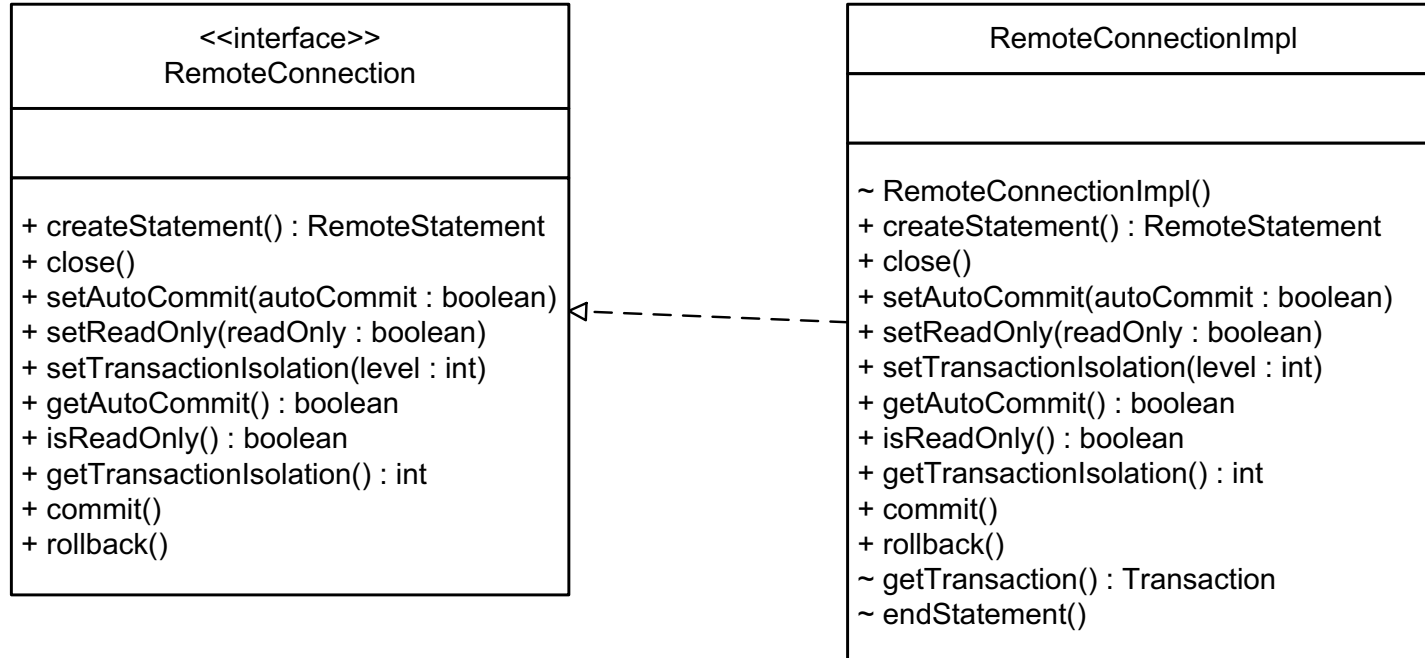 <<interface>>
RemoteConnection
+ createStatement() : RemoteStatement
+ close()
+ setAutoCommit(autoCommit : boolean)
+ setReadOnly(readOnly : boolean)
+ setTransactionIsolation(level : int)
+ getAutoCommit() : boolean
+ isReadOnly() : boolean
+ getTransactionIsolation() : int
+ commit()
+ rollback()
RemoteConnectionImpl
~ RemoteConnectionImpl()
+ createStatement() : RemoteStatement
+ close()
+ setAutoCommit(autoCommit : boolean)
+ setReadOnly(readOnly : boolean)
+ setTransactionIsolation(level : int)
+ getAutoCommit() : boolean
+ isReadOnly() : boolean
+ getTransactionIsolation() : int
+ commit()
+ rollback()
~ getTransaction() : Transaction
~ endStatement()